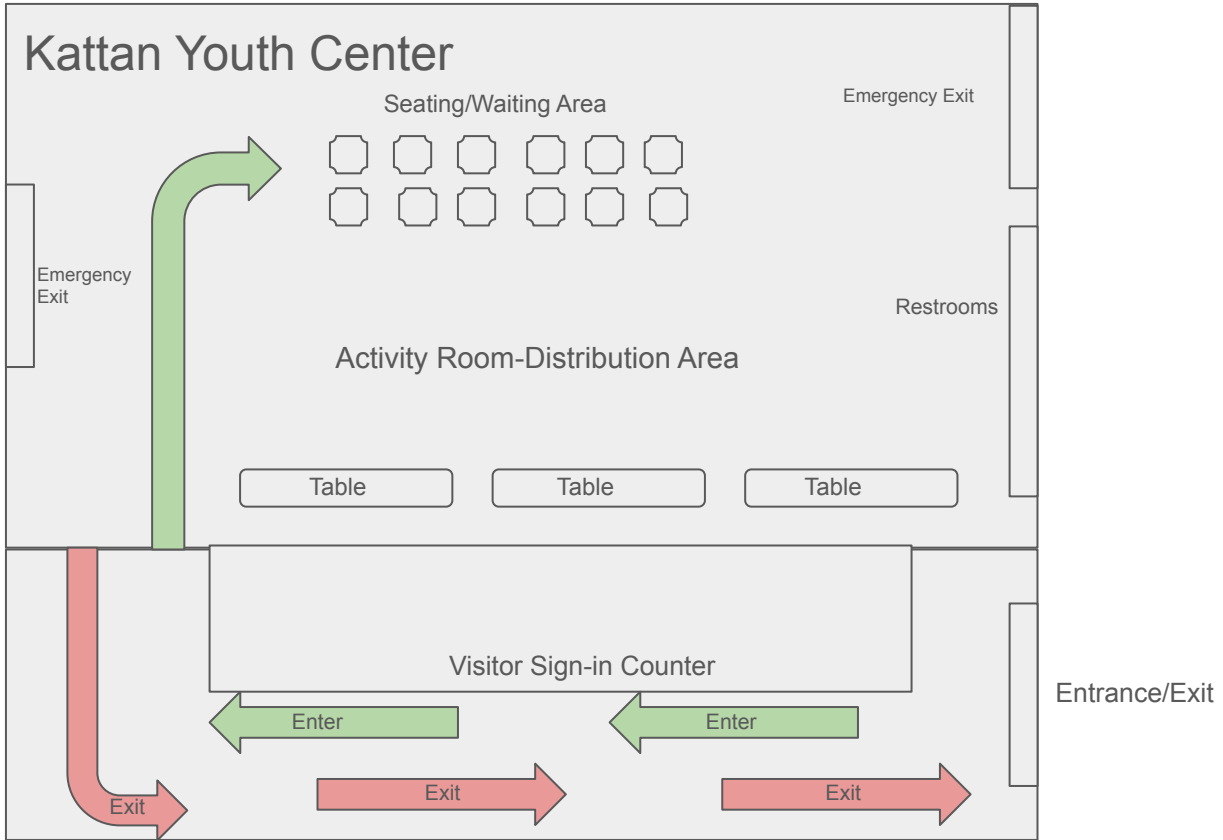 Kattan Youth Center
Seating/Waiting Area
Emergency Exit
Emergency
Exit
Restrooms
Activity Room-Distribution Area
Table
Table
Table
Visitor Sign-in Counter
Entrance/Exit
Enter
Enter
Exit
Exit
Exit